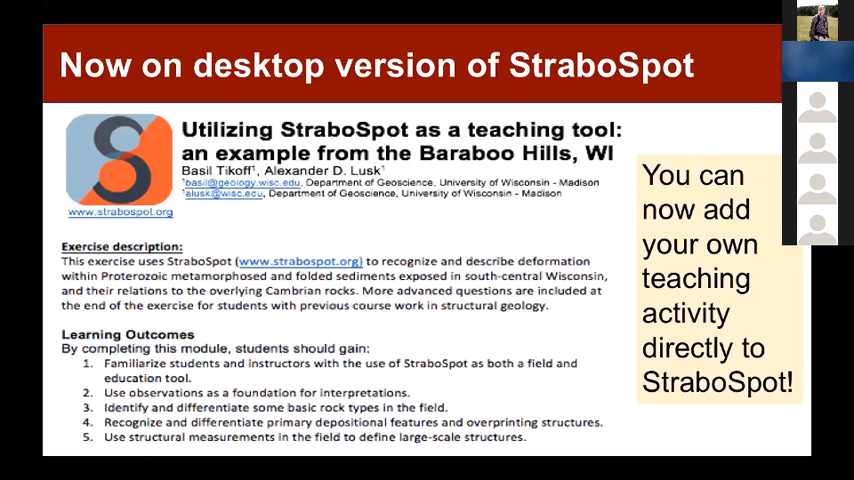 Now on desktop version of StraboSpot
www.strabospot.org
Utilizing StraboSpot as a teaching tool:
an example from the Baraboo Hills, WI
Basil Tikoff¹, Alexander D. Lusk¹
¹basil@geology.wisc.edu, Department of Geoscience, University of Wisconsin - Madison
¹alusk@wisc.edu, Department of Geoscience, University of Wisconsin - Madison
Exercise description:
This exercise uses StraboSpot (www.strabospot.org) to recognize and describe deformation
within Proterozoic metamorphosed and folded sediments exposed in south-central Wisconsin,
and their relations to the overlying Cambrian rocks. More advanced questions are included at
the end of the exercise for students with previous course work in structural geology.
Learning Outcomes
By completing this module, students should gain:
1. Familiarize students and instructors with the use of StraboSpot as both a field and
education tool.
2. Use observations as a foundation for interpretations.
3. Identify and differentiate some basic rock types in the field.
4. Recognize and differentiate primary depositional features and overprinting structures.
5. Use structural measurements in the field to define large-scale structures.
You can
now add
your own
teaching
activity
directly to
StraboSpot!